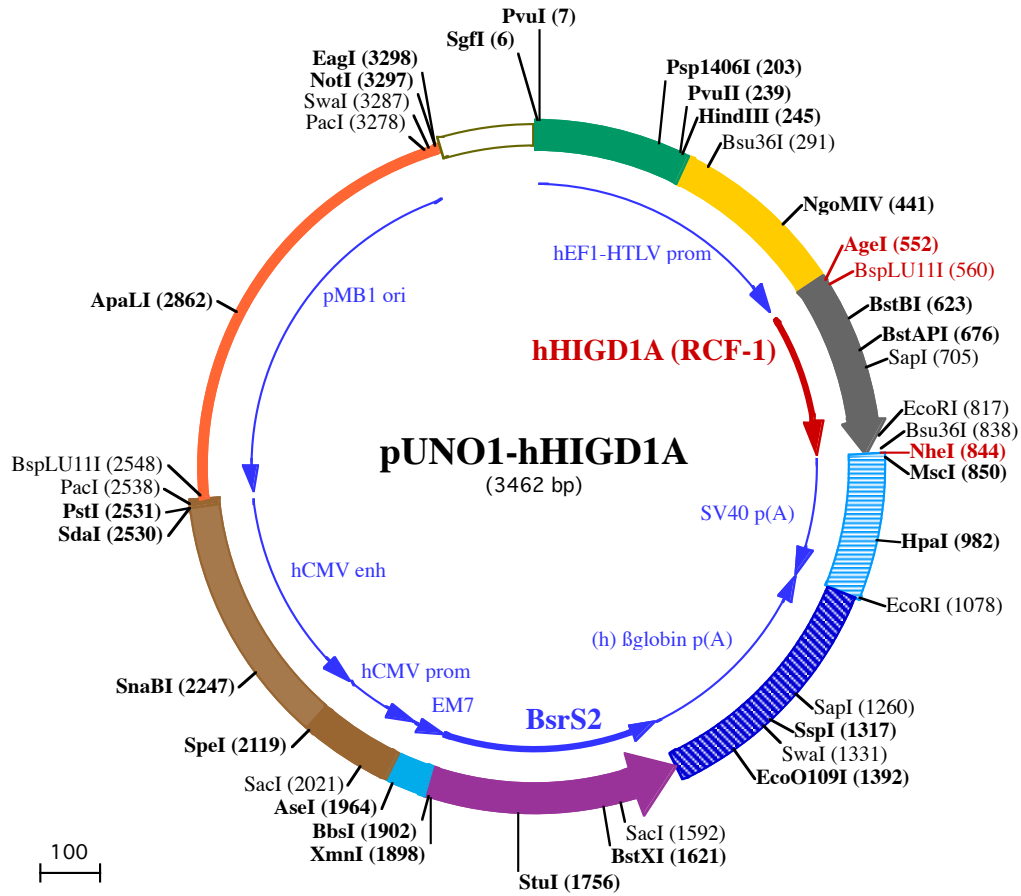 PvuI (7)
SgfI (6)
EagI (3298)
NotI (3297)
SwaI (3287)
PacI (3278)
Psp1406I (203)
PvuII (239)
HindIII (245)
Bsu36I (291)
NgoMIV (441)
AgeI (552)
BspLU11I (560)
BstBI (623)
BstAPI (676)
SapI (705)
EcoRI (817)
Bsu36I (838)
NheI (844)
MscI (850)
HpaI (982)
EcoRI (1078)
SapI (1260)
SspI (1317)
SwaI (1331)
EcoO109I (1392)
SacI (1592)
BstXI (1621)
StuI (1756)
XmnI (1898)
BbsI (1902)
AseI (1964)
SacI (2021)
SpeI (2119)
SnaBI (2247)
SdaI (2530)
PstI (2531)
PacI (2538)
BspLU11I (2548)
ApaLI (2862)
hEF1-HTLV prom
pMB1 ori
hHIGD1A (RCF-1)
pUNO1-hHIGD1A
(3462 bp)
SV40 p(A)
hCMV enh
(h) ßglobin p(A)
hCMV prom
EM7
BsrS2
100